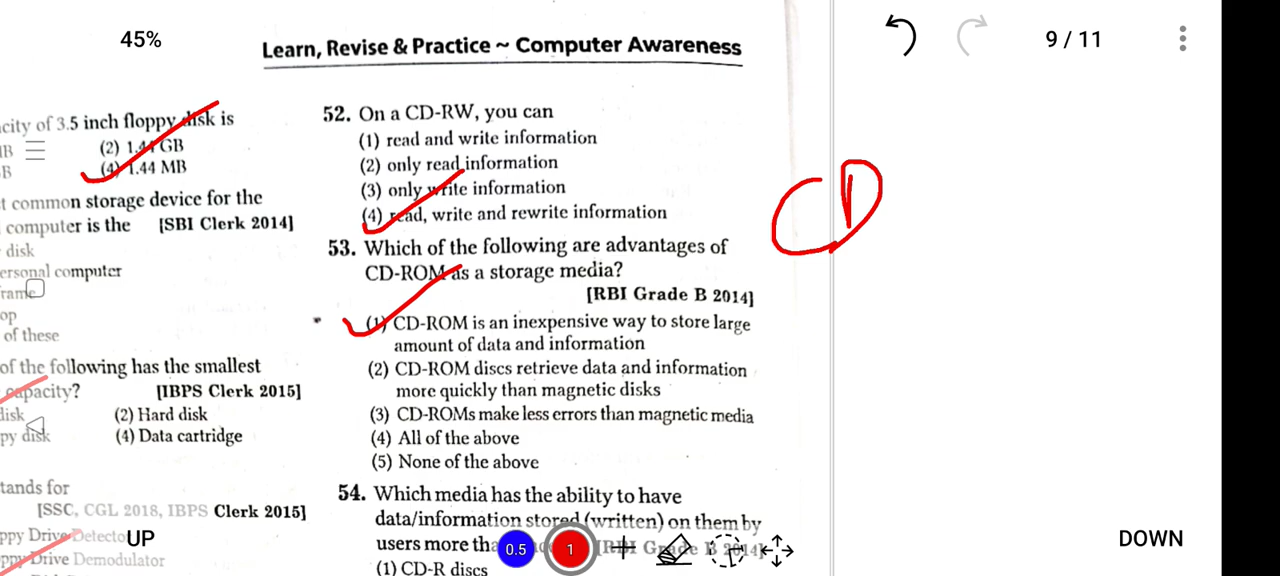 45%
Learn, Revise & Practice ~ Computer Awareness
9 / 11
city of 3.5 inch floppy disk is
(2) 1.44 GB
(4) 1.44 MB
t common storage device for the
computer is the [SBI Clerk 2014]
disk
ersonal computer
rame
op
of these
of the following has the smallest
capacity? [IBPS Clerk 2015]
disk (2) Hard disk
py disk (4) Data cartridge
tands for
[SSC, CGL 2018, IBPS Clerk 2015]
ppy Drive Detecto
UP
ppy Drive Demodulator
52. On a CD-RW, you can
(1) read and write information
(2) only read information
(3) only write information
(4) read, write and rewrite information
53. Which of the following are advantages of
CD-ROM as a storage media?
[RBI Grade B 2014]
(1) CD-ROM is an inexpensive way to store large
amount of data and information
(2) CD-ROM discs retrieve data and information
more quickly than magnetic disks
(3) CD-ROMs make less errors than magnetic media
(4) All of the above
(5) None of the above
54. Which media has the ability to have
data/information stored (written) on them by
users more tha [RBI Grade B 2014]
(1) CD-R discs
CD
0.5
1
DOWN